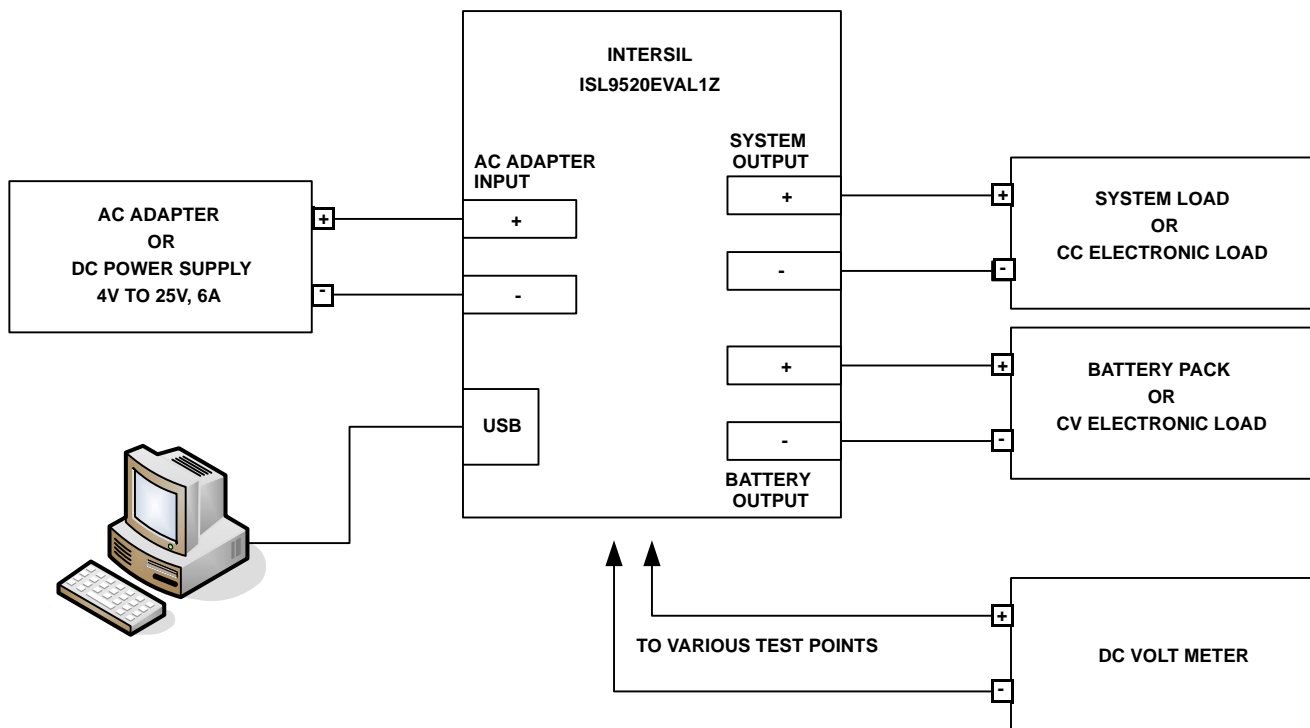 INTERSIL
ISL9520EVAL1Z
AC ADAPTER
INPUT
+
-
USB
SYSTEM
OUTPUT
+
-
+
-
BATTERY
OUTPUT
AC ADAPTER
OR
DC POWER SUPPLY
4V TO 25V, 6A
+
-
+
-
SYSTEM LOAD
OR
CC ELECTRONIC LOAD
+
-
BATTERY PACK
OR
CV ELECTRONIC LOAD
TO VARIOUS TEST POINTS
+
-
DC VOLT METER